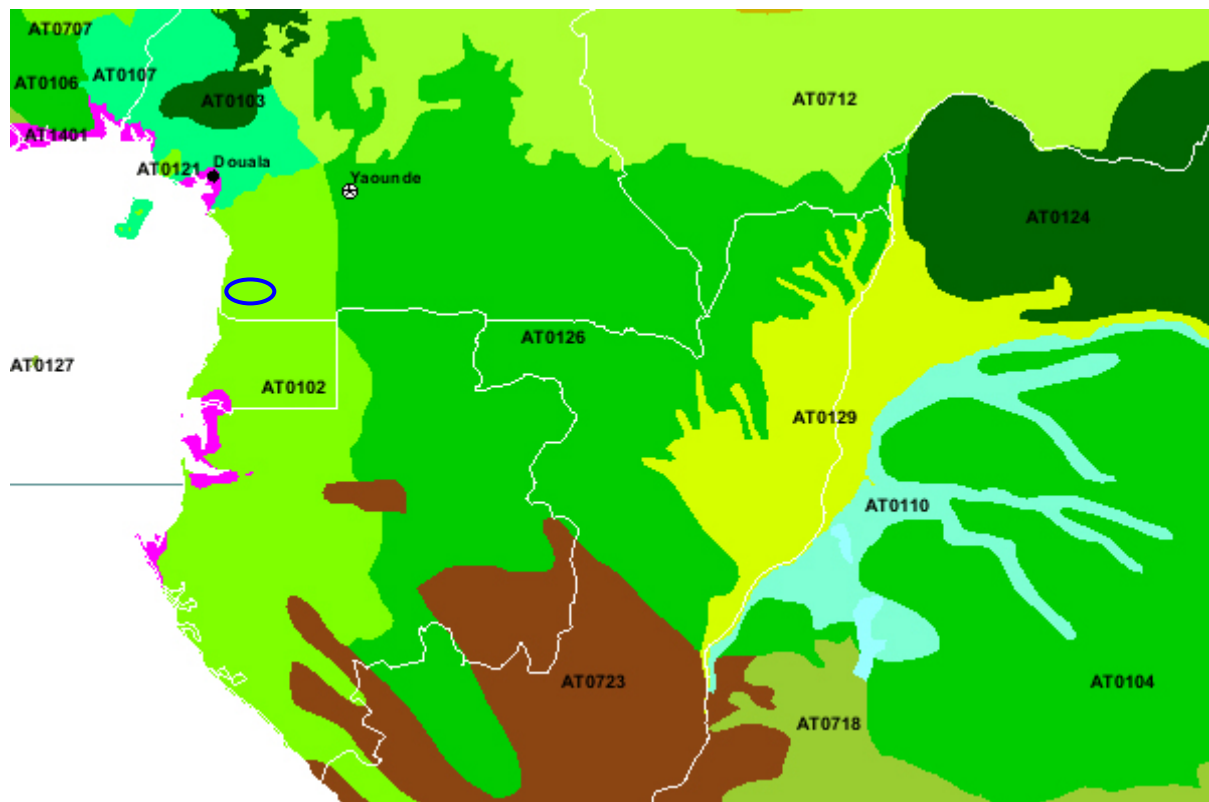 AT0707
AT0106
AT0107
AT0103
AT1401
AT0121
Douala
Yaounde
AT0712
AT0124
AT0127
AT0126
AT0102
AT0129
AT0110
AT0723
AT0718
AT0104